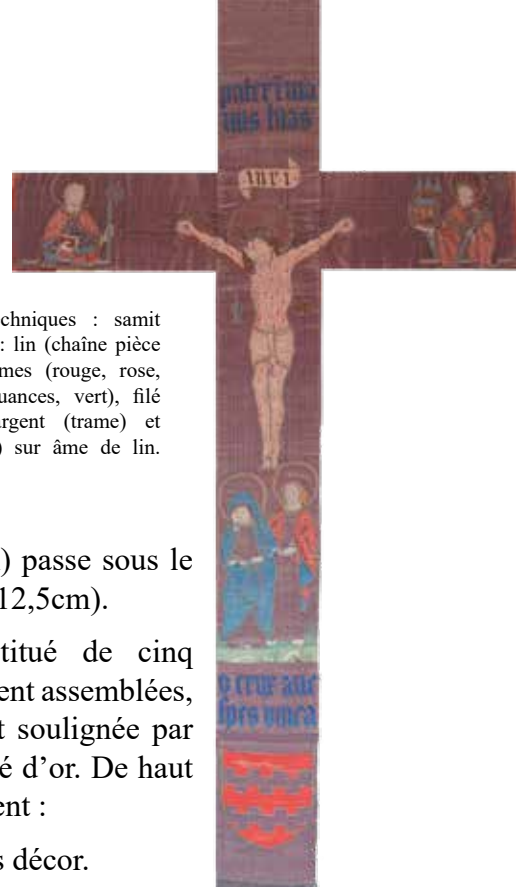 ·inri·
chniques : samit
: lin (chaîne pièce
mes (rouge, rose,
uances, vert), filé
argent (trame) et
) sur âme de lin.
) passe sous le
12,5cm).
titué de cinq
ent assemblées,
t soulignée par
é d'or. De haut
ent :
s décor.
o crux aue
spes vnica